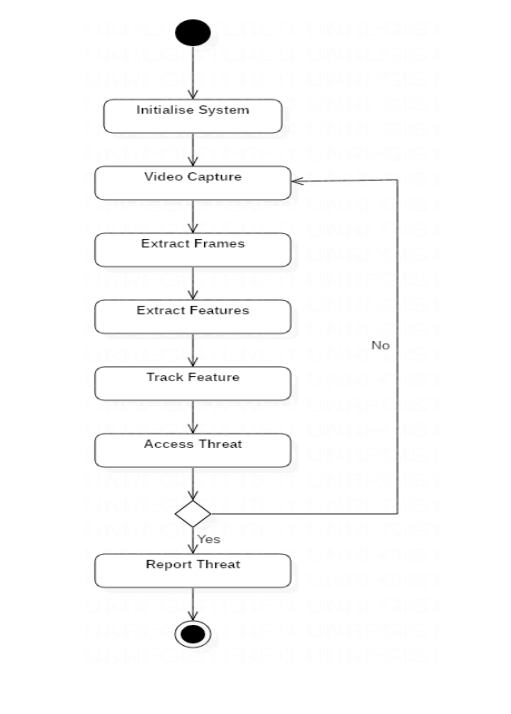 Initialise System
Video Capture
Extract Frames
Extract Features
No
Track Feature
Access Threat
Yes
Report Threat